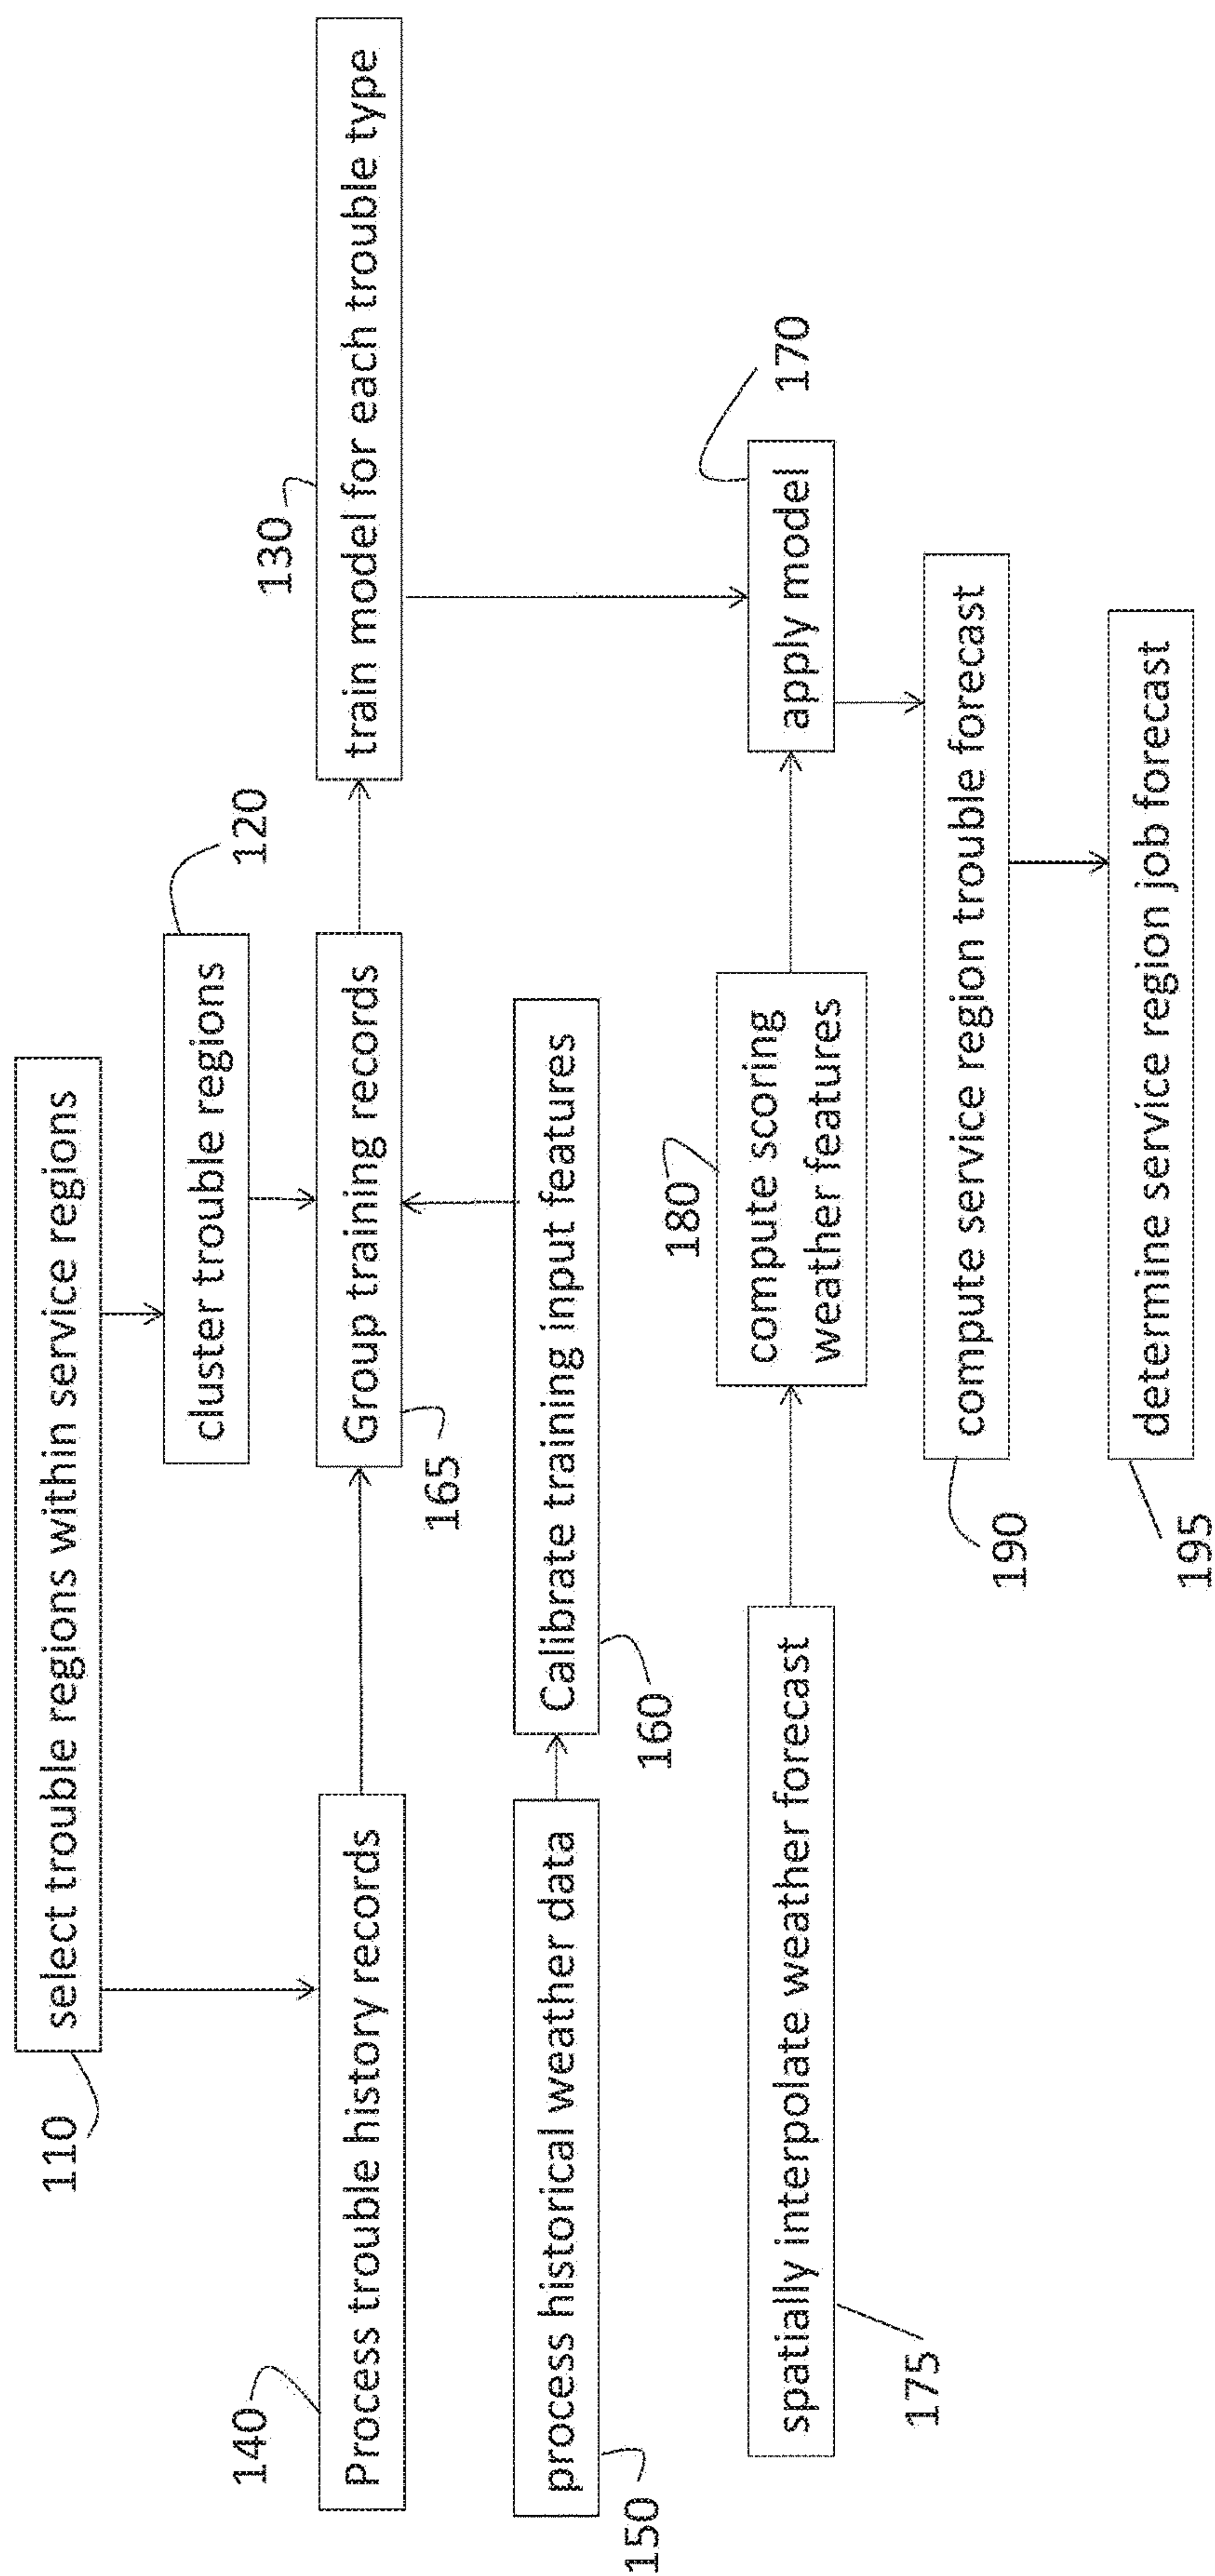 110
select trouble regions within service regions
120
cluster trouble regions
140
Process trouble history records
165
Group training records
130
train model for each trouble type
150
process historical weather data
160
Calibrate training input features
175
spatially interpolate weather forecast
180
compute scoring
weather features
170
apply model
190
compute service region trouble forecast
195
determine service region job forecast